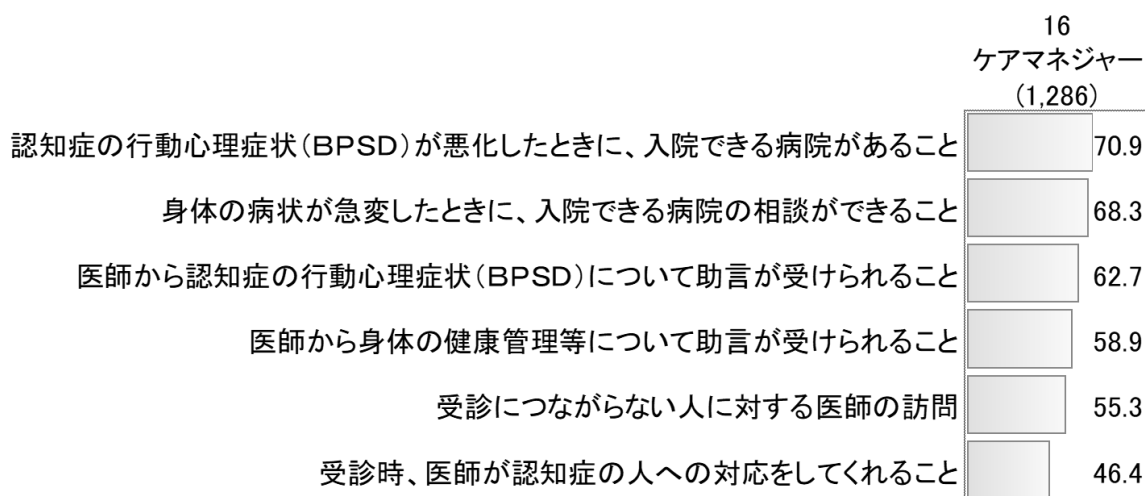 16
ケアマネジャー
(1,286)
認知症の行動心理症状(BPSD)が悪化したときに、入院できる病院があること 70.9
身体の病状が急変したときに、入院できる病院の相談ができること 68.3
医師から認知症の行動心理症状(BPSD)について助言が受けられること 62.7
医師から身体の健康管理等について助言が受けられること 58.9
受診につながらない人に対する医師の訪問 55.3
受診時、医師が認知症の人への対応をしてくれること 46.4